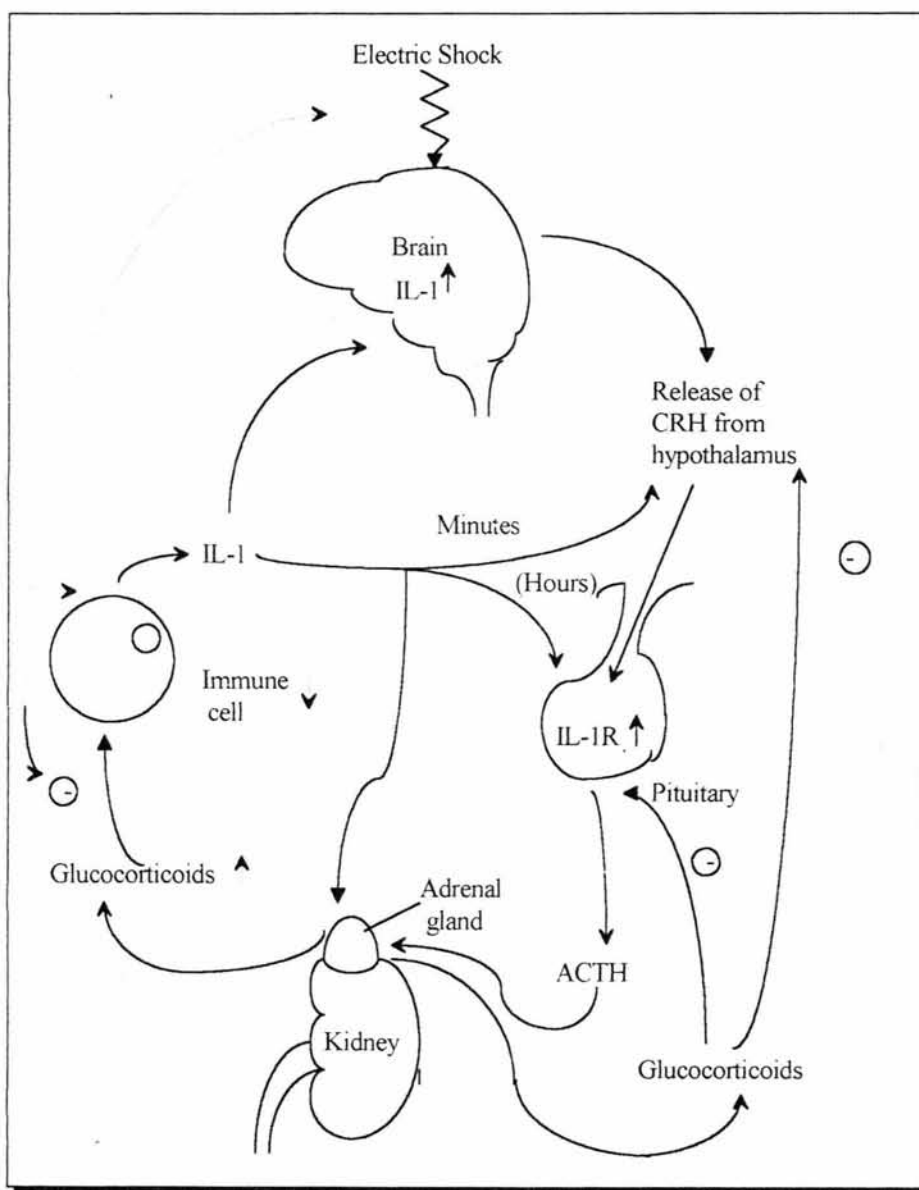 Electric Shock
Brain
IL-1
Release of
CRH from
hypothalamus
Minutes
IL-1
(Hours)
-
Immune
cell
IL-1R
-
Pituitary
-
Glucocorticoids
Adrenal
gland
ACTH
Kidney
Glucocorticoids